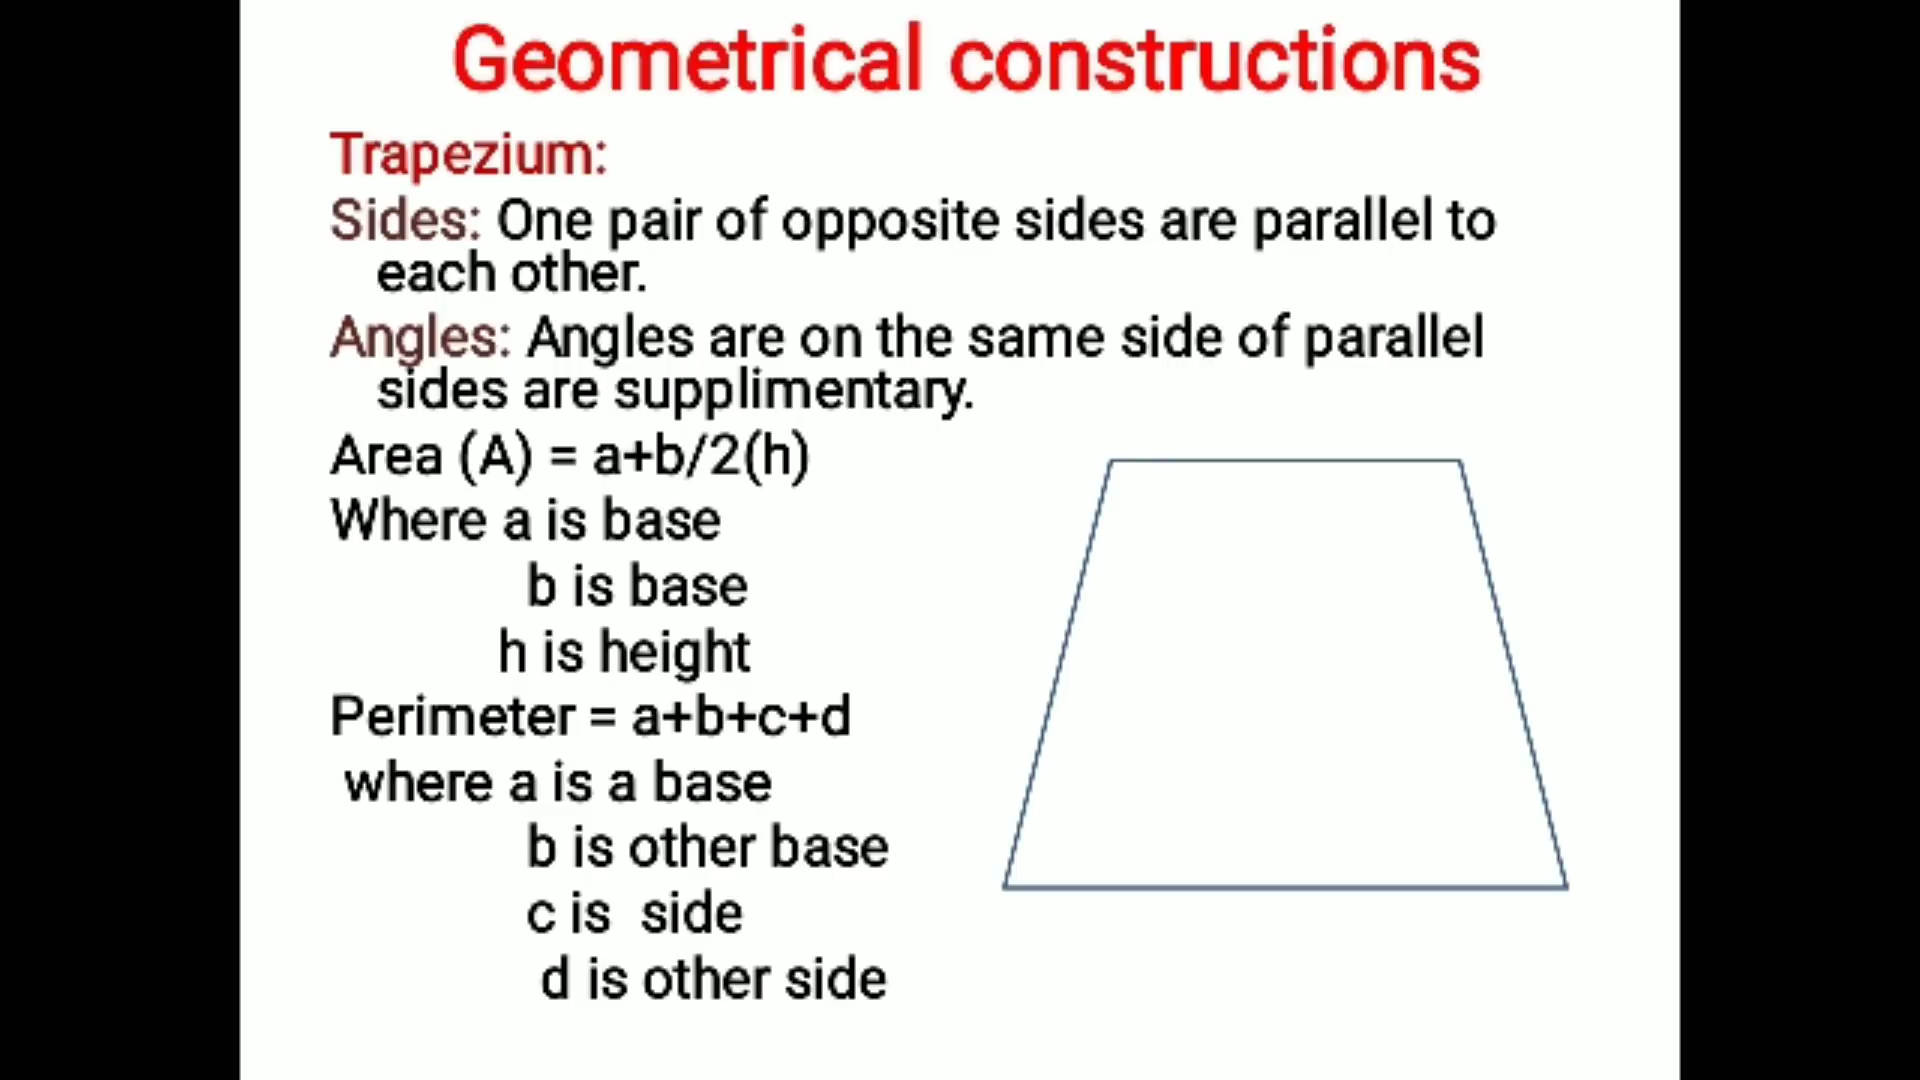 Geometrical constructions
Trapezium:
Sides: One pair of opposite sides are parallel to
each other.
Angles: Angles are on the same side of parallel
sides are supplimentary.
Area (A) = a+b/2(h)
Where a is base
b is base
h is height
Perimeter = a+b+c+d
where a is a base
b is other base
c is side
d is other side